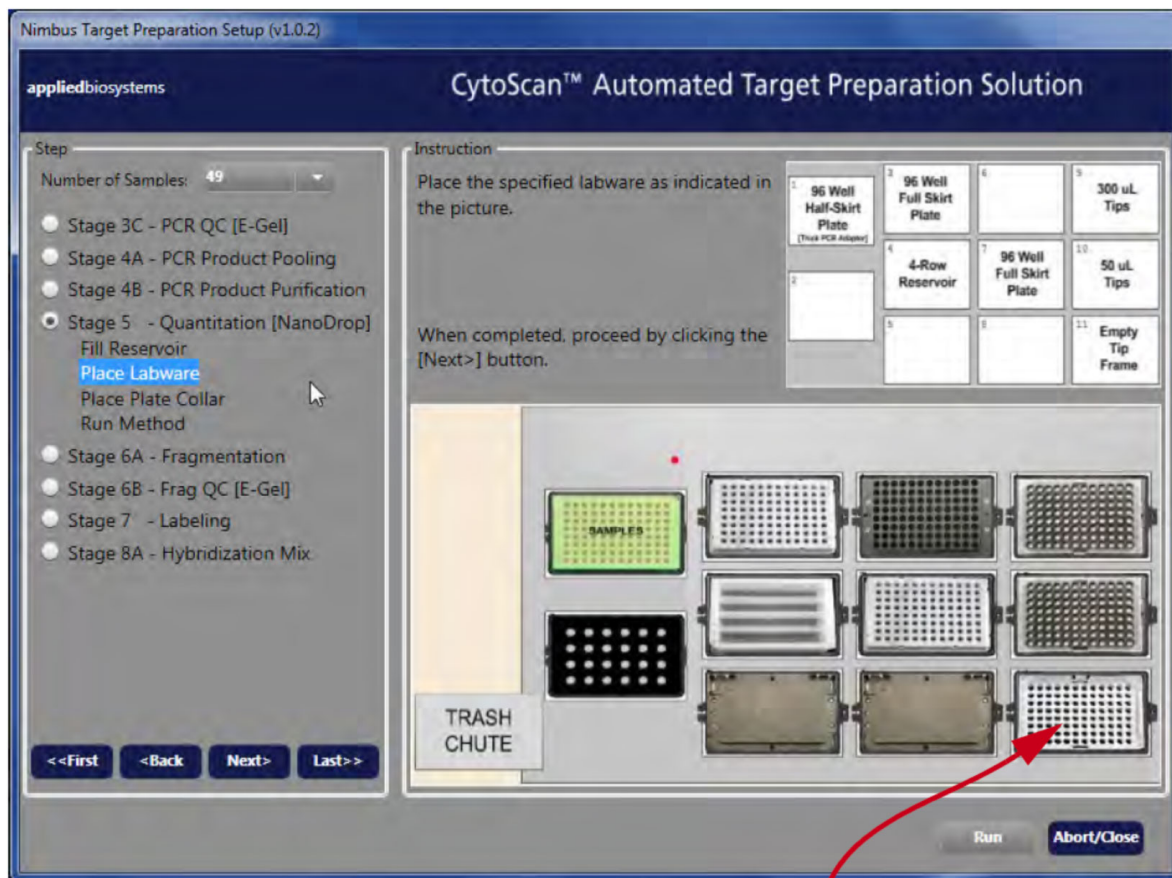 Nimbus Target Preparation Setup (v1.0.2)
appliedbiosystems
CytoScan™ Automated Target Preparation Solution
Step
Number of Samples: 49
Stage 3C - PCR QC [E-Gel]
Stage 4A - PCR Product Pooling
Stage 4B - PCR Product Purification
Stage 5 - Quantitation [NanoDrop]
Fill Reservoir
Place Labware
Place Plate Collar
Run Method
Stage 6A - Fragmentation
Stage 6B - Frag QC [E-Gel]
Stage 7 - Labeling
Stage 8A - Hybridization Mix
<<First
<Back
Next>
Last>>
Instruction
Place the specified labware as indicated in
the picture.
When completed, proceed by clicking the
[Next>] button.
1
96 Well
Half-Skirt
Plate
[Thick PCR Adapter]
96 Well
Full Skirt
Plate
300 uL
Tips
4
4-Row
Reservoir
7
96 Well
Full Skirt
Plate
10
50 uL
Tips
11
Empty
Tip
Frame
SAMPLES
TRASH
CHUTE
Run
Abort/Close